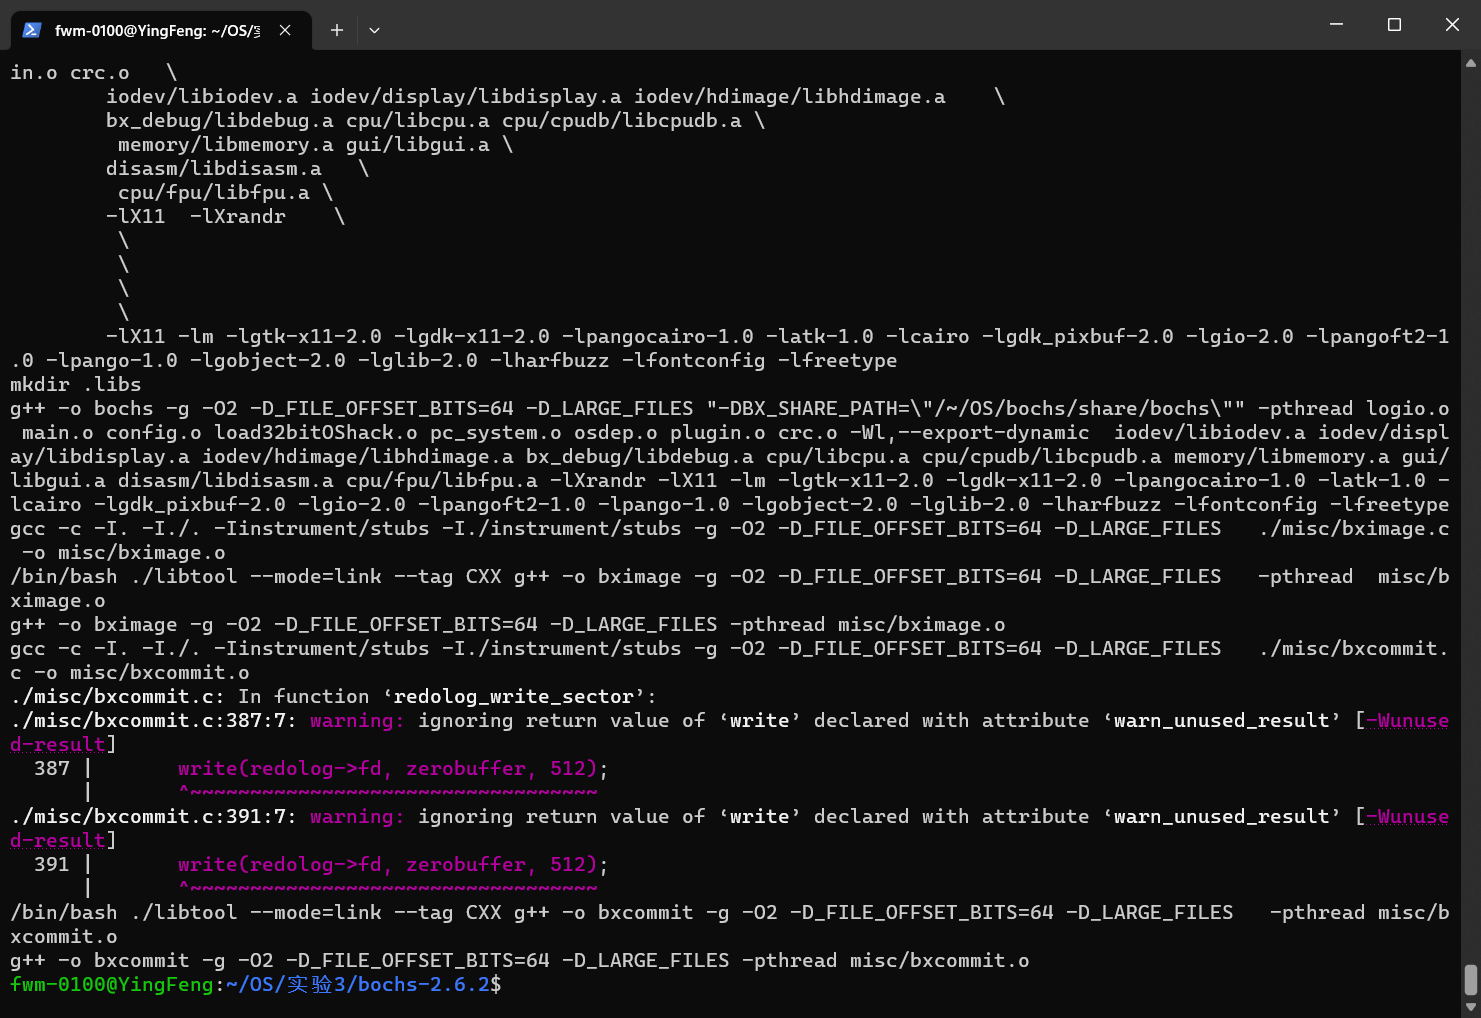 fwm-0100@YingFeng: ~/OS/实
in.o crc.o   \
        iodev/libiodev.a iodev/display/libdisplay.a iodev/hdimage/libhdimage.a    \
        bx_debug/libdebug.a cpu/libcpu.a cpu/cpudb/libcpudb.a \
         memory/libmemory.a gui/libgui.a \
        disasm/libdisasm.a   \
         cpu/fpu/libfpu.a \
        -lX11  -lXrandr    \
         \
         \
         \
         \
        -lX11 -lm -lgtk-x11-2.0 -lgdk-x11-2.0 -lpangocairo-1.0 -latk-1.0 -lcairo -lgdk_pixbuf-2.0 -lgio-2.0 -lpangoft2-1
.0 -lpango-1.0 -lgobject-2.0 -lglib-2.0 -lharfbuzz -lfontconfig -lfreetype
mkdir .libs
g++ -o bochs -g -O2 -D_FILE_OFFSET_BITS=64 -D_LARGE_FILES "-DBX_SHARE_PATH=\"/~/OS/bochs/share/bochs\"" -pthread logio.o
 main.o config.o load32bitOShack.o pc_system.o osdep.o plugin.o crc.o -Wl,--export-dynamic  iodev/libiodev.a iodev/displ
ay/libdisplay.a iodev/hdimage/libhdimage.a bx_debug/libdebug.a cpu/libcpu.a cpu/cpudb/libcpudb.a memory/libmemory.a gui/
libgui.a disasm/libdisasm.a cpu/fpu/libfpu.a -lXrandr -lX11 -lm -lgtk-x11-2.0 -lgdk-x11-2.0 -lpangocairo-1.0 -latk-1.0 -
lcairo -lgdk_pixbuf-2.0 -lgio-2.0 -lpangoft2-1.0 -lpango-1.0 -lgobject-2.0 -lglib-2.0 -lharfbuzz -lfontconfig -lfreetype
gcc -c -I. -I./. -Iinstrument/stubs -I./instrument/stubs -g -O2 -D_FILE_OFFSET_BITS=64 -D_LARGE_FILES   ./misc/bximage.c
 -o misc/bximage.o
/bin/bash ./libtool --mode=link --tag CXX g++ -o bximage -g -O2 -D_FILE_OFFSET_BITS=64 -D_LARGE_FILES   -pthread  misc/b
ximage.o
g++ -o bximage -g -O2 -D_FILE_OFFSET_BITS=64 -D_LARGE_FILES -pthread misc/bximage.o
gcc -c -I. -I./. -Iinstrument/stubs -I./instrument/stubs -g -O2 -D_FILE_OFFSET_BITS=64 -D_LARGE_FILES   ./misc/bxcommit.
c -o misc/bxcommit.o
./misc/bxcommit.c: In function ‘redolog_write_sector’:
./misc/bxcommit.c:387:7: warning: ignoring return value of ‘write’ declared with attribute ‘warn_unused_result’ [-Wunuse
d-result]
  387 |       write(redolog->fd, zerobuffer, 512);
      |       ^~~~~~~~~~~~~~~~~~~~~~~~~~~~~~~~~~~
./misc/bxcommit.c:391:7: warning: ignoring return value of ‘write’ declared with attribute ‘warn_unused_result’ [-Wunuse
d-result]
  391 |       write(redolog->fd, zerobuffer, 512);
      |       ^~~~~~~~~~~~~~~~~~~~~~~~~~~~~~~~~~~
/bin/bash ./libtool --mode=link --tag CXX g++ -o bxcommit -g -O2 -D_FILE_OFFSET_BITS=64 -D_LARGE_FILES   -pthread misc/b
xcommit.o
g++ -o bxcommit -g -O2 -D_FILE_OFFSET_BITS=64 -D_LARGE_FILES -pthread misc/bxcommit.o
fwm-0100@YingFeng:~/OS/实验3/bochs-2.6.2$